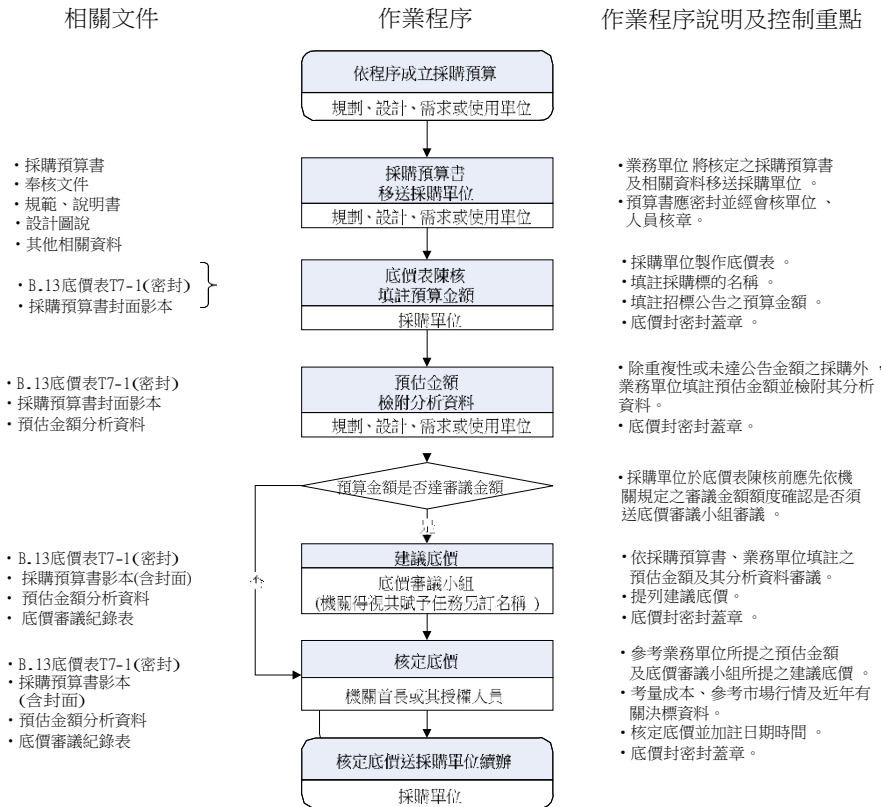 相關文件
作業程序
作業程序說明及控制重點
依程序成立採購預算
規劃、設計、需求或使用單位
・採購預算書
・奉核文件
・規範、說明書
・設計圖說
・其他相關資料
採購預算書
移送採購單位
規劃、設計、需求或使用單位
・業務單位 將核定之採購預算書
及相關資料移送採購單位 。
・預算書應密封並經會核單位 、
人員核章。
・B.13底價表T7-1(密封)
・採購預算書封面影本
底價表陳核
填註預算金額
採購單位
・採購單位製作底價表 。
・填註採購標的名稱 。
・填註招標公告之預算金額 。
・底價封密封蓋章 。
・B.13底價表T7-1(密封)
・採購預算書封面影本
・預估金額分析資料
預估金額
檢附分析資料
規劃、設計、需求或使用單位
・除重複性或未達公告金額之採購外 ,
業務單位填註預估金額並檢附其分析
資料。
・底價封密封蓋章。
預算金額是否達審議金額
是
否
・採購單位於底價表陳核前應先依機
關規定之審議金額額度確認是否須
送底價審議小組審議 。
・B.13底價表T7-1(密封)
・ 採購預算書影本(含封面)
・ 預估金額分析資料
・ 底價審議紀錄表
建議底價
底價審議小組
(機關得視其賦予任務另訂名稱 )
・依採購預算書、業務單位填註之
預估金額及其分析資料審議。
・提列建議底價。
・底價封密封蓋章 。
・B.13底價表T7-1(密封)
・採購預算書影本
(含封面)
・預估金額分析資料
・底價審議紀錄表
核定底價
機關首長或其授權人員
・參考業務單位所提之預估金額
及底價審議小組所提之建議底價 。
・考量成本、參考市場行情及近年有
關決標資料。
・核定底價並加註日期時間 。
・底價封密封蓋章。
核定底價送採購單位續辦
採購單位